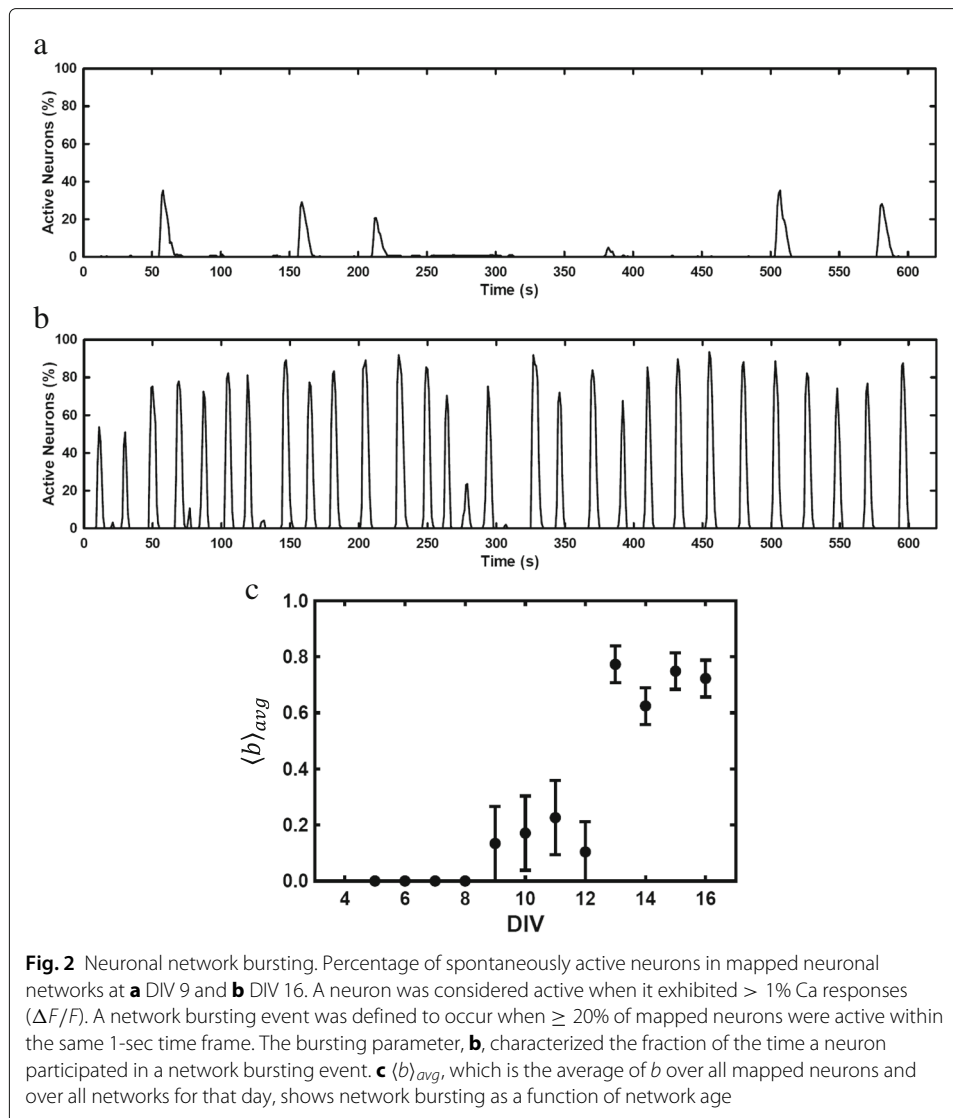 a
100
80
60
40
20
0
Active Neurons (%)
0 50 100 150 200 250 300 350 400 450 500 550 600
Time (s)
b
100
80
60
40
20
0
Active Neurons (%)
0 50 100 150 200 250 300 350 400 450 500 550 600
Time (s)
c
1.0
0.8
0.6
0.4
0.2
0.0
⟨b⟩avg
4 6 8 10 12 14 16
DIV
Fig. 2 Neuronal network bursting. Percentage of spontaneously active neurons in mapped neuronal
networks at a DIV 9 and b DIV 16. A neuron was considered active when it exhibited > 1% Ca responses
(ΔF/F). A network bursting event was defined to occur when ≥ 20% of mapped neurons were active within
the same 1-sec time frame. The bursting parameter, b, characterized the fraction of the time a neuron
participated in a network bursting event. c ⟨b⟩avg, which is the average of b over all mapped neurons and
over all networks for that day, shows network bursting as a function of network age